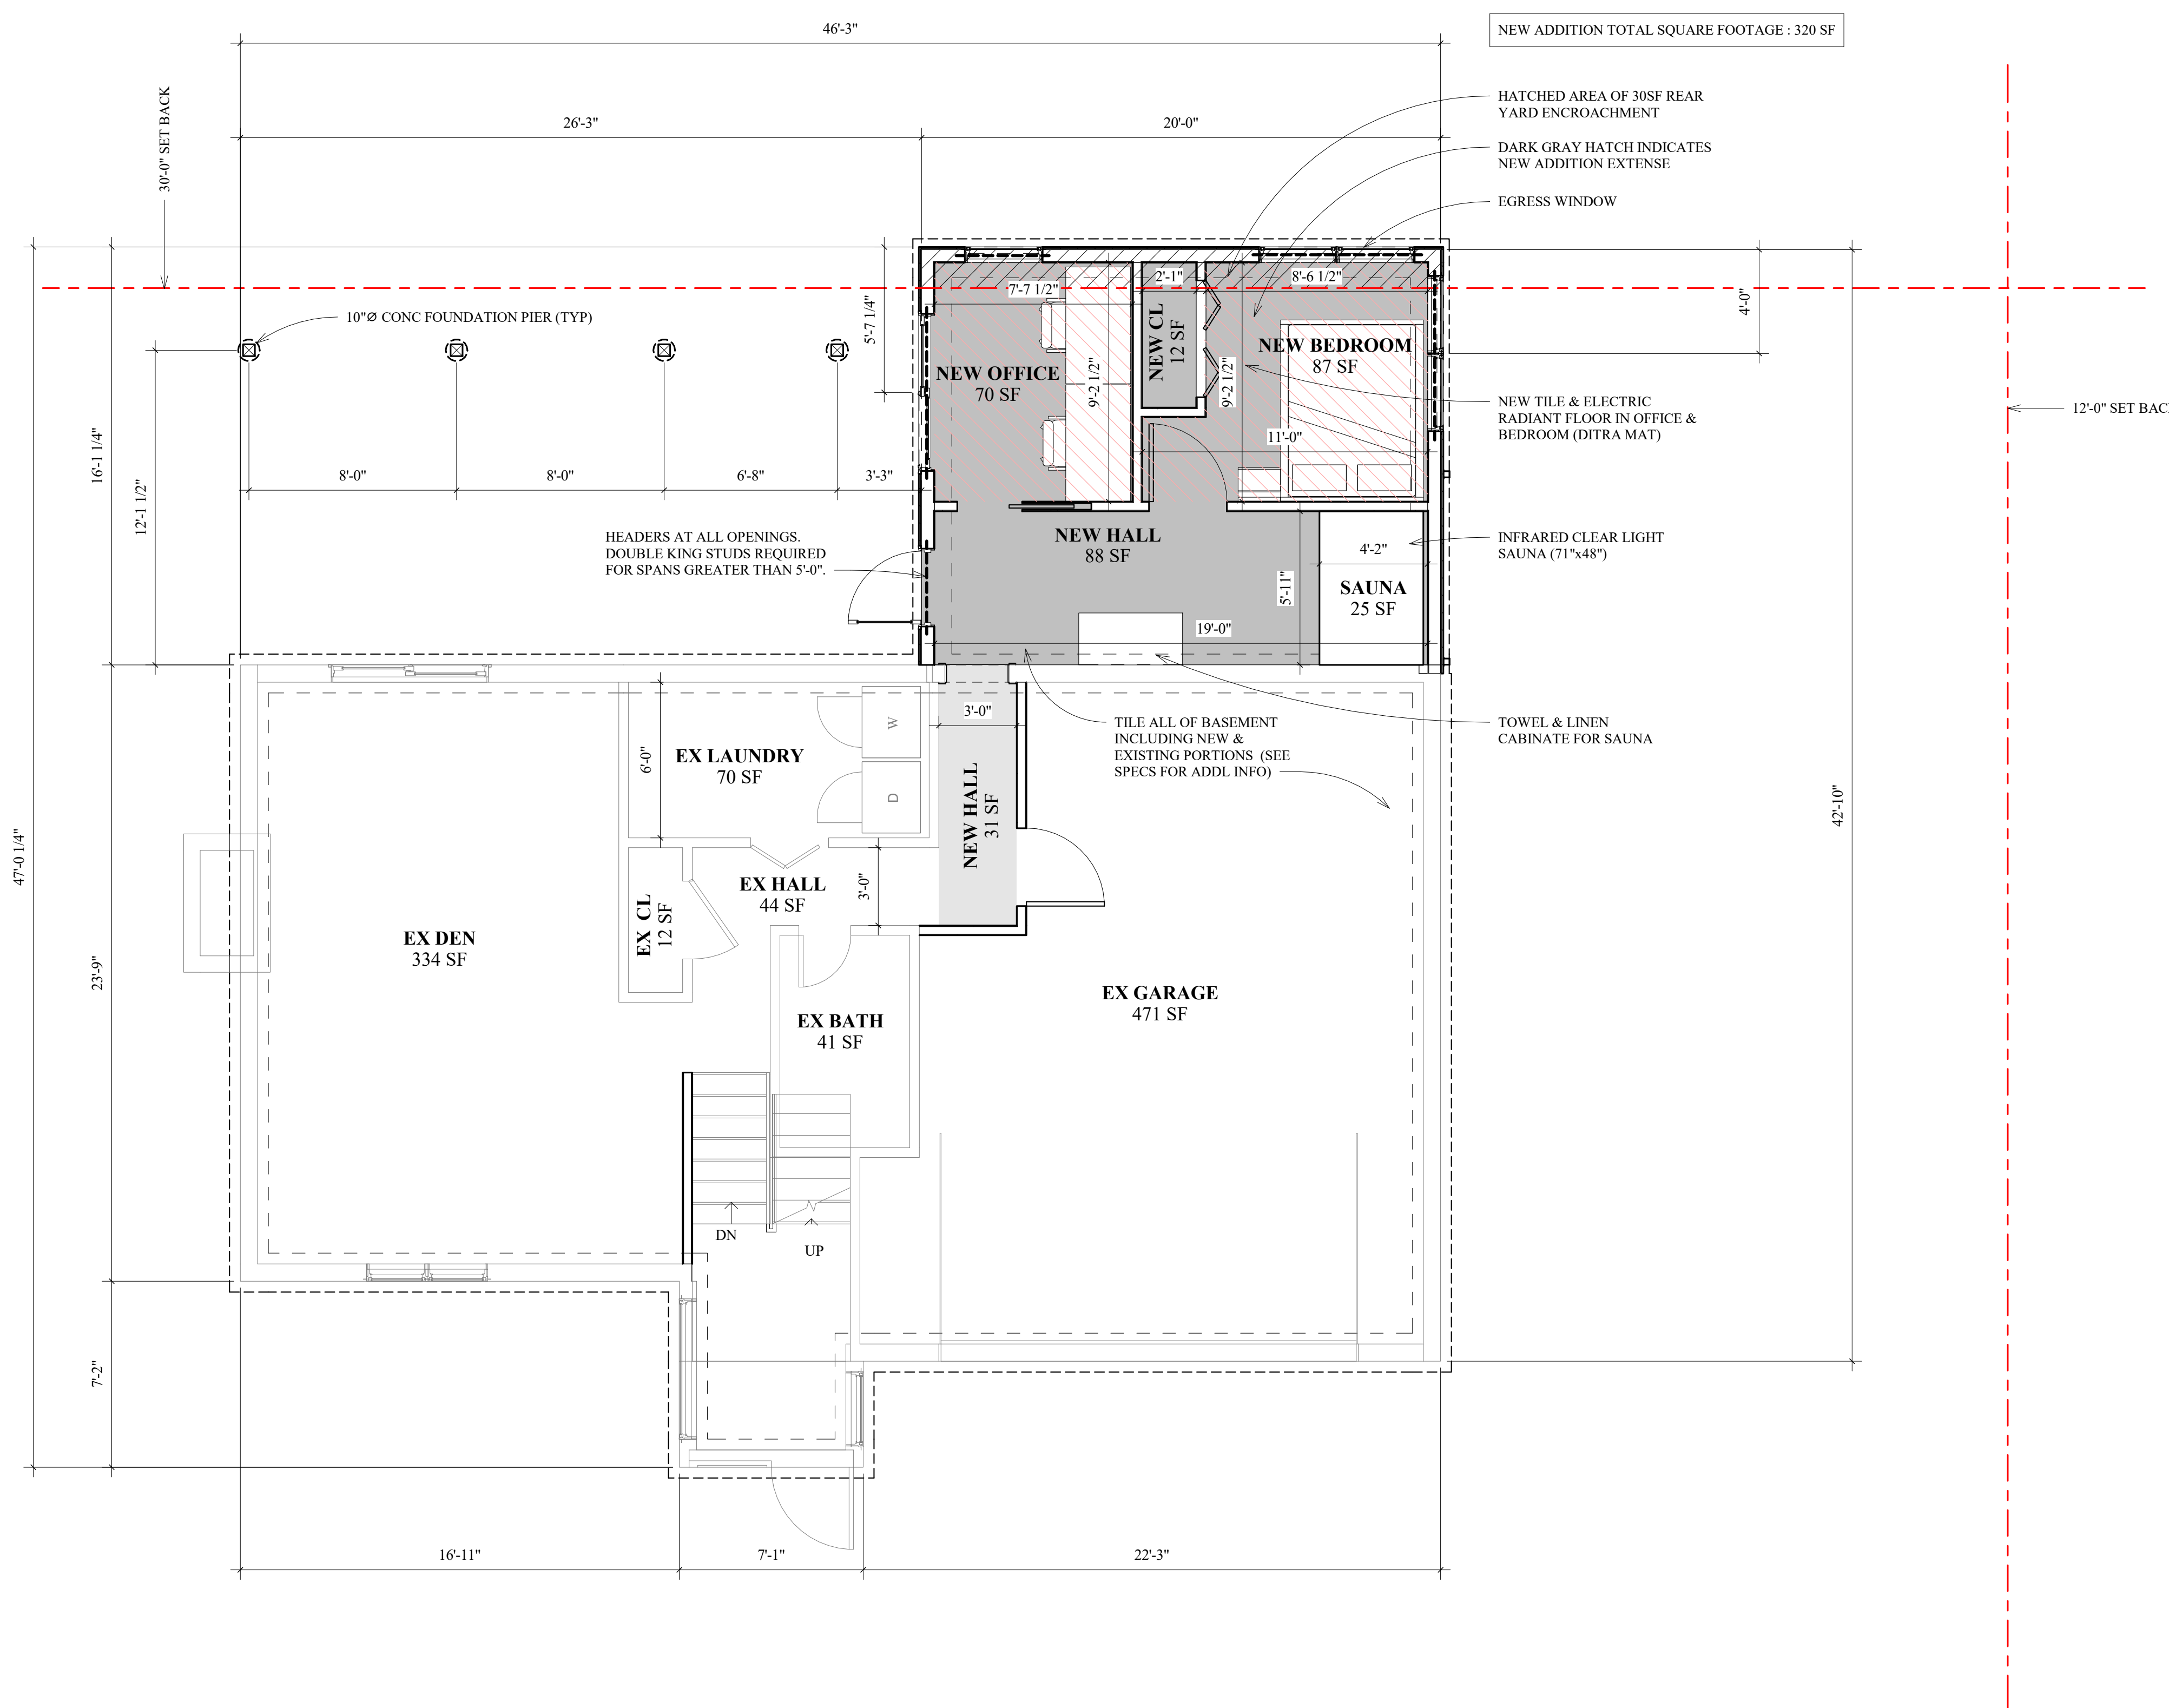 46'-3"
NEW ADDITION TOTAL SQUARE FOOTAGE : 320 SF
30'-0" SET BACK
26'-3"
20'-0"
HATCHED AREA OF 30SF REAR
YARD ENCROACHMENT
DARK GRAY HATCH INDICATES
NEW ADDITION EXTENSE
EGRESS WINDOW
2'-1"
8'-6 1/2"
7'-7 1/2"
4'-0"
10"Ø CONC FOUNDATION PIER (TYP)
5'-7 1/4"
NEW OFFICE
70 SF
9'-2 1/2"
NEW CL
12 SF
9'-2 1/2"
NEW BEDROOM
87 SF
NEW TILE & ELECTRIC
RADIANT FLOOR IN OFFICE &
BEDROOM (DITRA MAT)
12'-0" SET BAC
11'-0"
16'-1 1/4"
12'-1 1/2"
8'-0"
8'-0"
6'-8"
3'-3"
HEADERS AT ALL OPENINGS.
DOUBLE KING STUDS REQUIRED
FOR SPANS GREATER THAN 5'-0".
NEW HALL
88 SF
4'-2"
INFRARED CLEAR LIGHT
SAUNA (71"x48")
5'-11"
SAUNA
25 SF
19'-0"
3'-0"
TILE ALL OF BASEMENT
INCLUDING NEW &
EXISTING PORTIONS (SEE
SPECS FOR ADDL INFO)
TOWEL & LINEN
CABINATE FOR SAUNA
6'-0"
EX LAUNDRY
70 SF
W
D
NEW HALL
31 SF
42'-10"
47'-0 1/4"
EX HALL
44 SF
3'-0"
EX CL
12 SF
EX DEN
334 SF
23'-9"
EX GARAGE
471 SF
EX BATH
41 SF
DN
UP
7'-2"
16'-11"
7'-1"
22'-3"